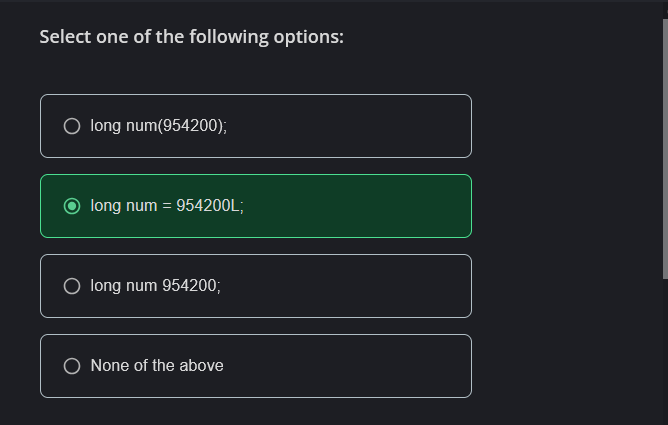 Select one of the following options:
long num(954200);
long num = 954200L;
long num 954200;
None of the above